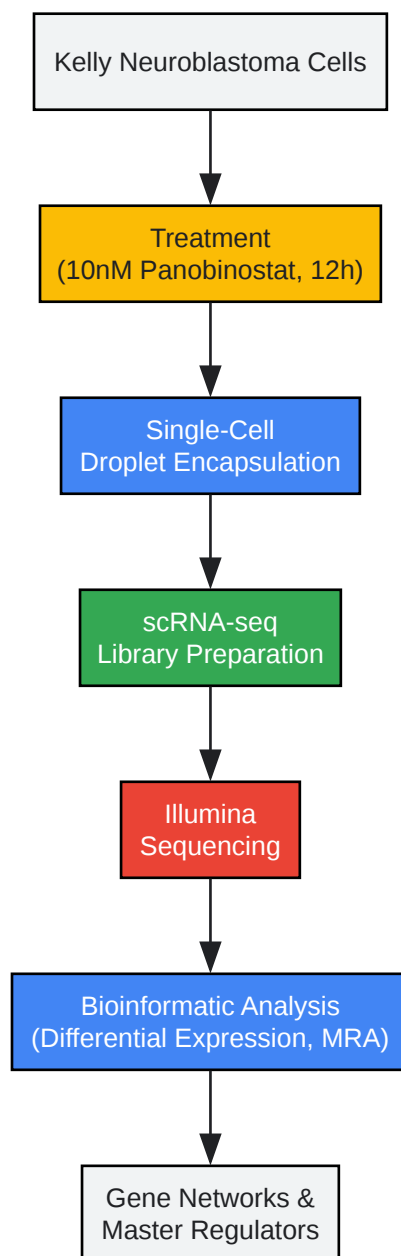 Kelly Neuroblastoma Cells
Treatment
(10nM Panobinostat, 12h)
Single-Cell
Droplet Encapsulation
scRNA-seq
Library Preparation
Illumina
Sequencing
Bioinformatic Analysis
(Differential Expression, MRA)
Gene Networks &
Master Regulators